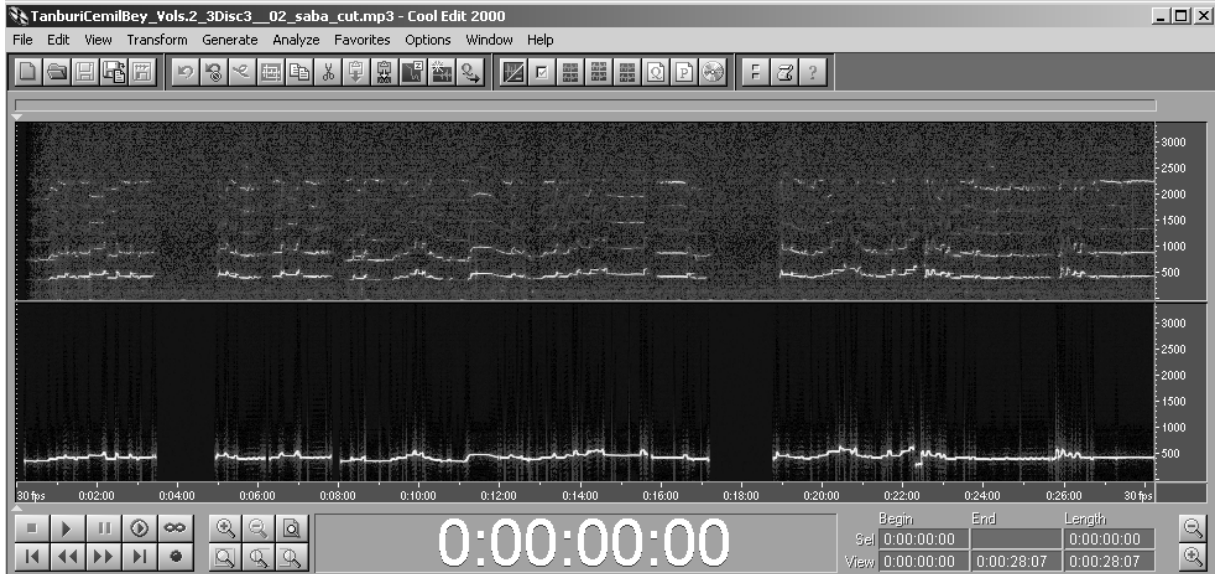 TanburiCemilBey_Vols.2_3Disc3__02_saba_cut.mp3 - Cool Edit 2000
File Edit View Transform Generate Analyze Favorites Options Window Help
3000
2500
2000
1500
1000
500
3000
2500
2000
1500
1000
500
30 fps 0:02:00 0:04:00 0:06:00 0:08:00 0:10:00 0:12:00 0:14:00 0:16:00 0:18:00 0:20:00 0:22:00 0:24:00 0:26:00 30 fps
0:00:00:00
Begin End Length
Sel 0:00:00:00 0:00:00:00
View 0:00:00:00 0:00:28:07 0:00:28:07